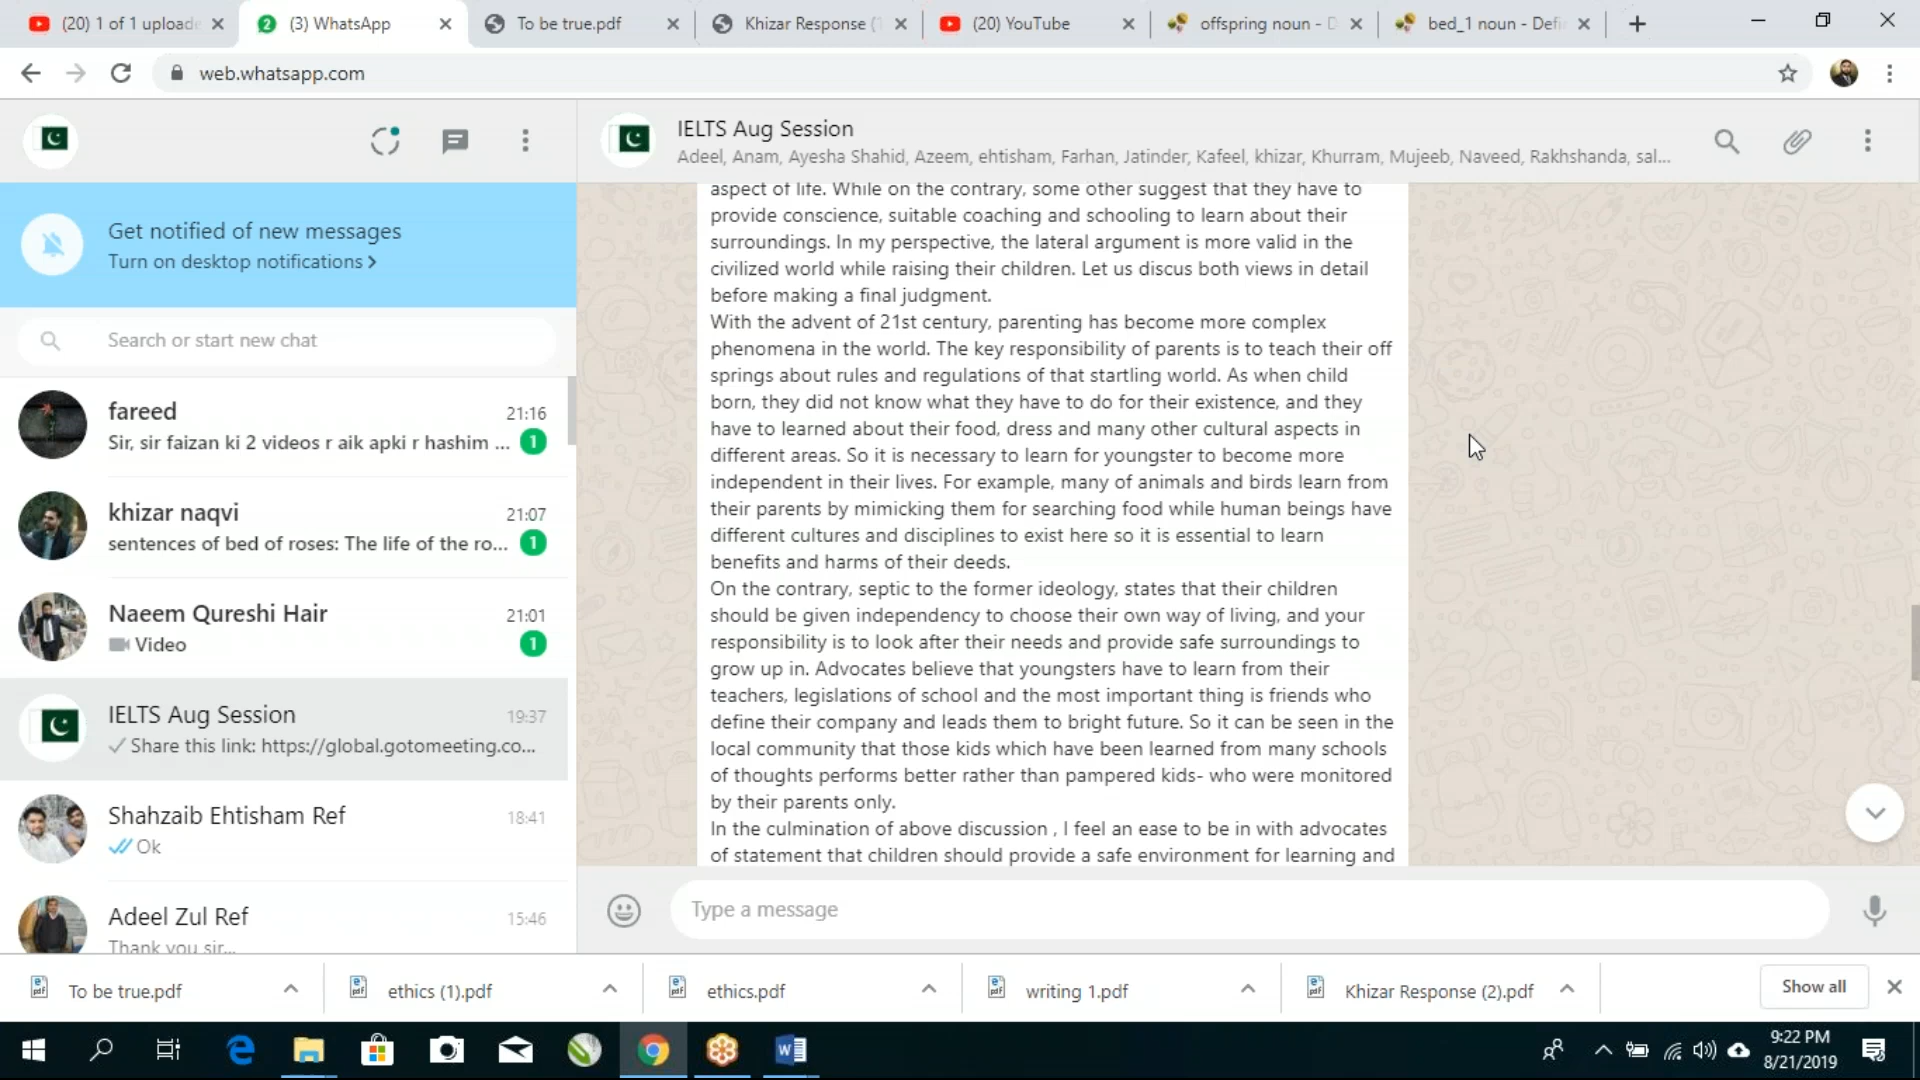 (20) 1 of 1 uploade
(3) WhatsApp
To be true.pdf
Khizar Response (1
(20) YouTube
offspring noun - D
bed_1 noun - Defi
web.whatsapp.com
IELTS Aug Session
Adeel, Anam, Ayesha Shahid, Azeem, ehtisham, Farhan, Jatinder, Kafeel, khizar, Khurram, Mujeeb, Naveed, Rakhshanda, sal...
Get notified of new messages
Turn on desktop notifications >
Search or start new chat
fareed
21:16
Sir, sir faizan ki 2 videos r aik apki r hashim ...
1
khizar naqvi
21:07
sentences of bed of roses: The life of the ro...
1
Naeem Qureshi Hair
21:01
Video
1
IELTS Aug Session
19:37
Share this link: https://global.gotomeeting.co...
Shahzaib Ehtisham Ref
18:41
Ok
Adeel Zul Ref
15:46
Thank you sir...
aspect of life. While on the contrary, some other suggest that they have to
provide conscience, suitable coaching and schooling to learn about their
surroundings. In my perspective, the lateral argument is more valid in the
civilized world while raising their children. Let us discus both views in detail
before making a final judgment.
With the advent of 21st century, parenting has become more complex
phenomena in the world. The key responsibility of parents is to teach their off
springs about rules and regulations of that startling world. As when child
born, they did not know what they have to do for their existence, and they
have to learned about their food, dress and many other cultural aspects in
different areas. So it is necessary to learn for youngster to become more
independent in their lives. For example, many of animals and birds learn from
their parents by mimicking them for searching food while human beings have
different cultures and disciplines to exist here so it is essential to learn
benefits and harms of their deeds.
On the contrary, septic to the former ideology, states that their children
should be given independency to choose their own way of living, and your
responsibility is to look after their needs and provide safe surroundings to
grow up in. Advocates believe that youngsters have to learn from their
teachers, legislations of school and the most important thing is friends who
define their company and leads them to bright future. So it can be seen in the
local community that those kids which have been learned from many schools
of thoughts performs better rather than pampered kids- who were monitored
by their parents only.
In the culmination of above discussion , I feel an ease to be in with advocates
of statement that children should provide a safe environment for learning and
Type a message
To be true.pdf
ethics (1).pdf
ethics.pdf
writing 1.pdf
Khizar Response (2).pdf
Show all
9:22 PM
8/21/2019